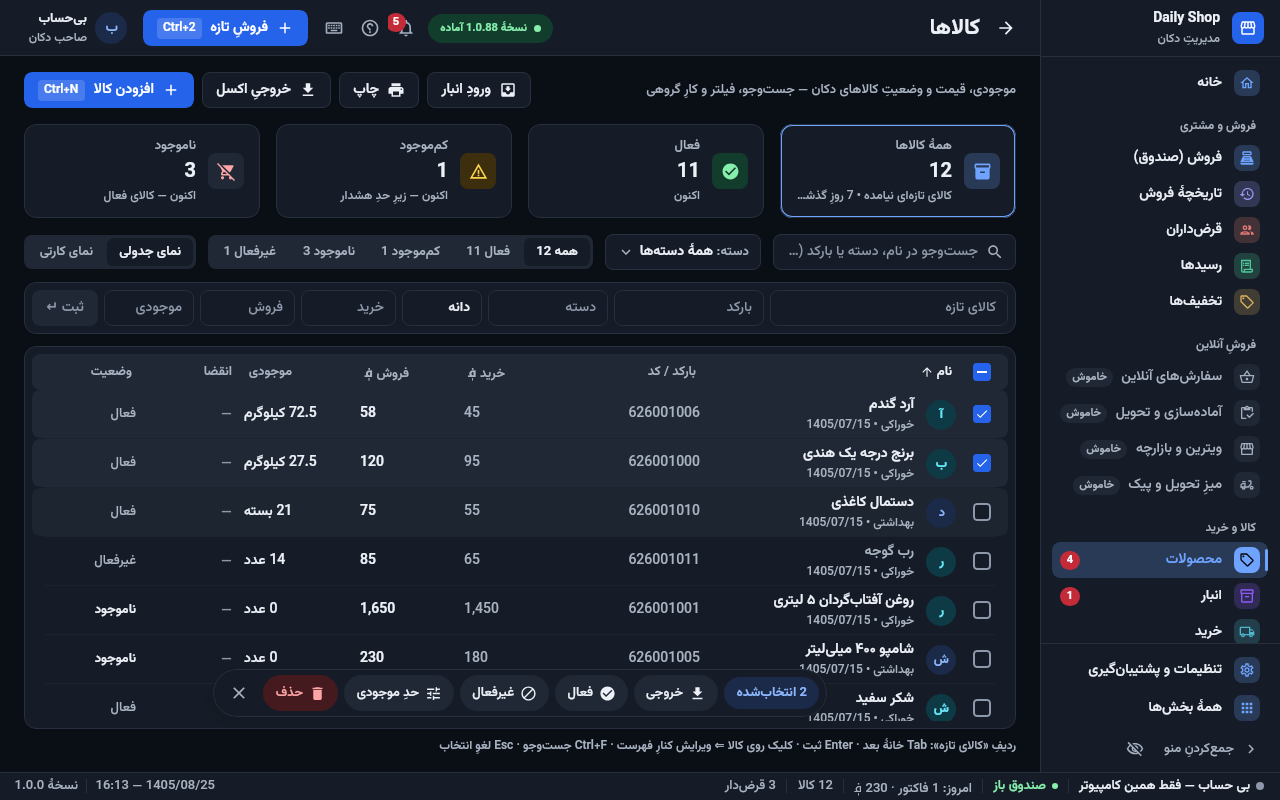 Daily Shop
مدیریتِ دکان
خانه
فروش و مشتری
فروش (صندوق)
تاریخچهٔ فروش
قرض‌داران
رسیدها
تخفیف‌ها
فروشِ آنلاین
سفارش‌های آنلاین خاموش
آماده‌سازی و تحویل خاموش
ویترین و بازارچه خاموش
میزِ تحویل و پیک خاموش
کالا و خرید
محصولات 4
انبار 1
خرید
تنظیمات و پشتیبان‌گیری
همهٔ بخش‌ها
جمع‌کردنِ منو
کالاها
نسخهٔ 1.0.88 آماده
5
فروشِ تازه Ctrl+2
بی‌حساب
صاحب دکان
ب
موجودی، قیمت و وضعیتِ کالاهای دکان — جست‌وجو، فیلتر و کارِ گروهی
ورودِ انبار
چاپ
خروجیِ اکسل
افزودن کالا Ctrl+N
همهٔ کالاها
12
کالای تازه‌ای نیامده • 7 روزِ گذش...
فعال
11
اکنون
کم‌موجود
1
اکنون — زیرِ حدِ هشدار
ناموجود
3
اکنون — کالای فعال
جست‌وجو در نام، دسته یا بارکد (...
دسته: همهٔ دسته‌ها
همه 12
فعال 11
کم‌موجود 1
ناموجود 3
غیرفعال 1
نمای جدولی
نمای کارتی
کالای تازه
بارکد
دسته
دانه
خرید
فروش
موجودی
ثبت ↵
نام ↑ بارکد / کد خرید ؋ فروش ؋ موجودی انقضا وضعیت
آ آرد گندم 626001006 45 58 72.5 کیلوگرم — فعال
خوراکی • 1405/07/15
ب برنج درجه یک هندی 626001000 95 120 27.5 کیلوگرم — فعال
خوراکی • 1405/07/15
د دستمال کاغذی 626001010 55 75 21 بسته — فعال
بهداشتی • 1405/07/15
ر رب گوجه 626001011 65 85 14 عدد — غیرفعال
خوراکی • 1405/07/15
ر روغن آفتاب‌گردان ۵ لیتری 626001001 1,450 1,650 0 عدد — ناموجود
خوراکی • 1405/07/15
ش شامپو ۴۰۰ میلی‌لیتر 626001005 180 230 0 عدد — ناموجود
بهداشتی • 1405/07/15
ش شکر سفید فعال
خوراکی • 1405/07/15
2 انتخاب‌شده
خروجی
فعال
غیرفعال
حدِ موجودی
حذف
ردیفِ «کالای تازه»: Tab خانهٔ بعد · Enter ثبت · کلیک روی کالا ⇐ ویرایش کنارِ فهرست · Ctrl+F جست‌وجو · Esc لغوِ انتخاب
بی حساب — فقط همین کامپیوتر
صندوق باز
امروز: 1 فاکتور · 230 ؋
12 کالا
3 قرض‌دار
1405/08/25 — 16:13
نسخهٔ 1.0.0